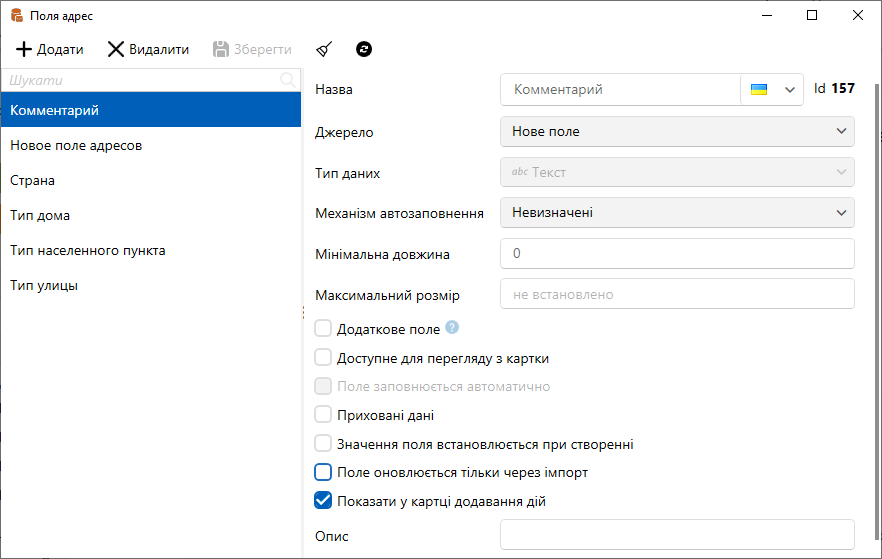 Поля адрес
Додати Видалити Зберегти
Шукати
Комментарий
Новое поле адресов
Страна
Тип дома
Тип населенного пункта
Тип улицы
Назва Комментарий Id 157
Джерело Нове поле
Тип даних abc Текст
Механізм автозаповнення Невизначені
Мінімальна довжина 0
Максимальний розмір не встановлено
Додаткове поле ?
Доступне для перегляду з картки
Поле заповнюється автоматично
Приховані дані
Значення поля встановлюється при створенні
Поле оновлюється тільки через імпорт
Показати у картці додавання дій
Опис